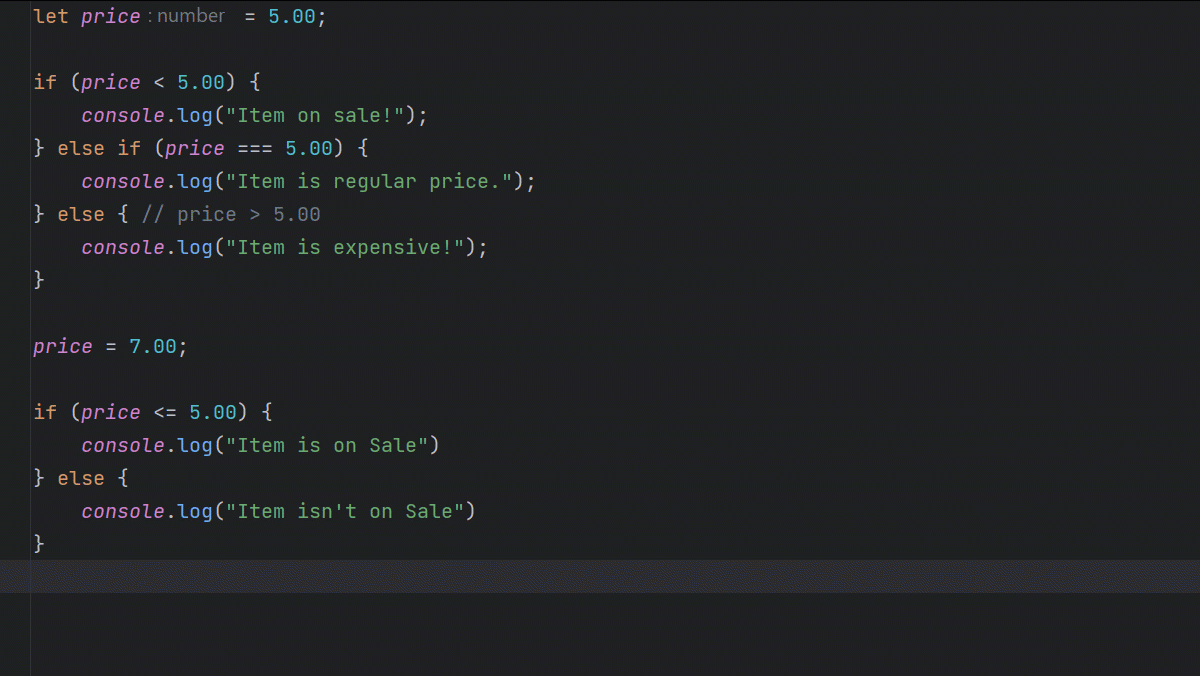 let price : number = 5.00;

if (price < 5.00) {
    console.log("Item on sale!");
} else if (price === 5.00) {
    console.log("Item is regular price.");
} else { // price > 5.00
    console.log("Item is expensive!");
}

price = 7.00;

if (price <= 5.00) {
    console.log("Item is on Sale")
} else {
    console.log("Item isn't on Sale")
}